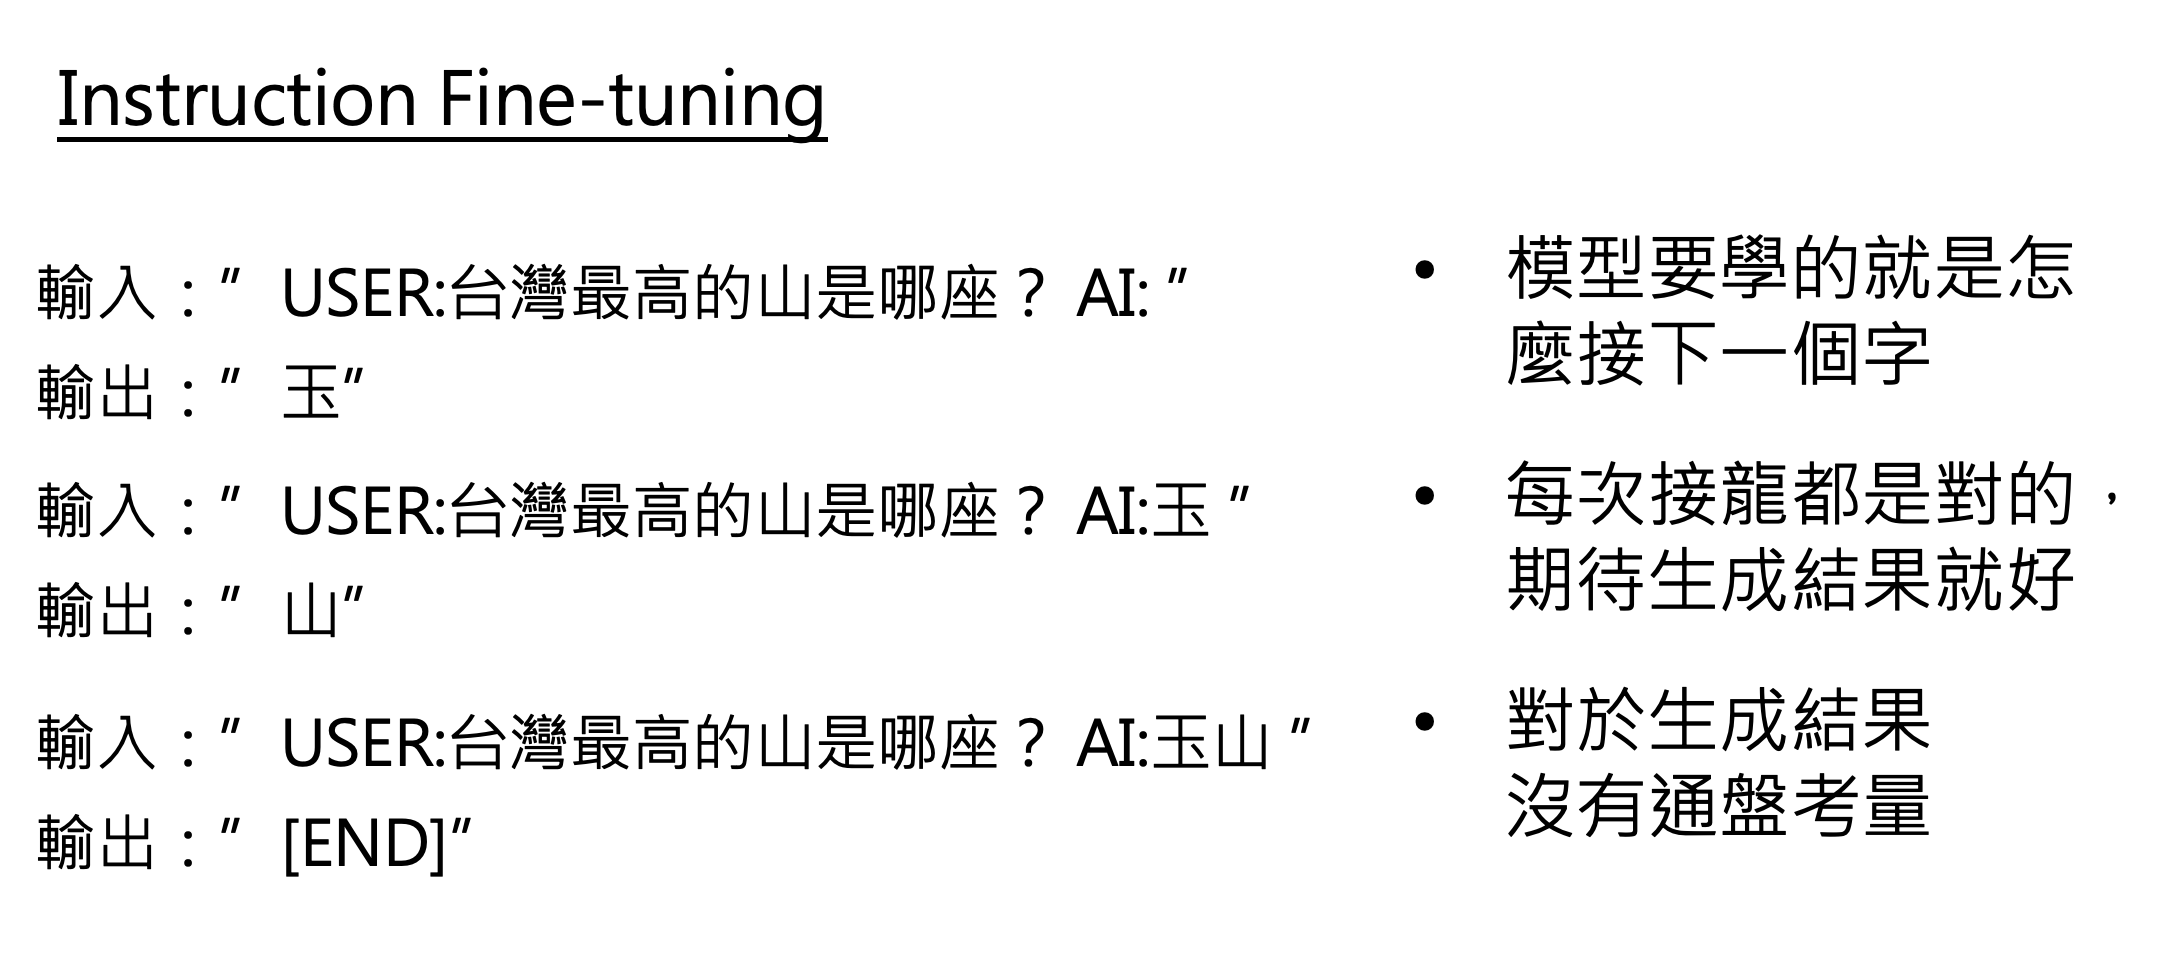 Instruction Fine-tuning
輸入：” USER:台灣最高的山是哪座？ AI: ”
輸出：” 玉”
輸入：” USER:台灣最高的山是哪座？ AI:玉 ”
輸出：” 山”
輸入：” USER:台灣最高的山是哪座？ AI:玉山 ”
輸出：” [END]”
• 模型要學的就是怎
麼接下一個字
• 每次接龍都是對的，
期待生成結果就好
• 對於生成結果
沒有通盤考量